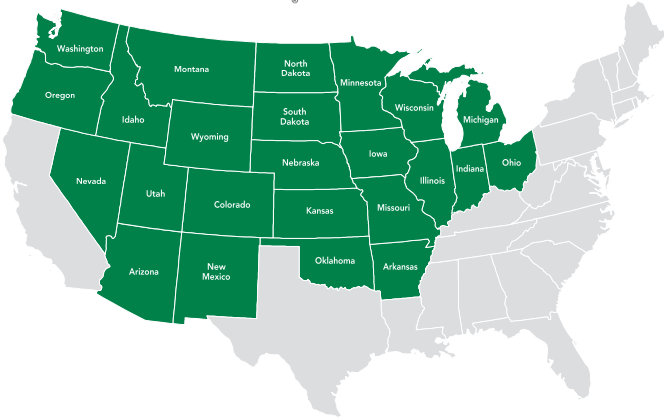 Washington
Montana
North
Dakota
Minnesota
Oregon
Idaho
Wyoming
South
Dakota
Wisconsin
Michigan
Nebraska
Iowa
Nevada
Utah
Colorado
Kansas
Missouri
Illinois
Indiana
Ohio
Arizona
New
Mexico
Oklahoma
Arkansas